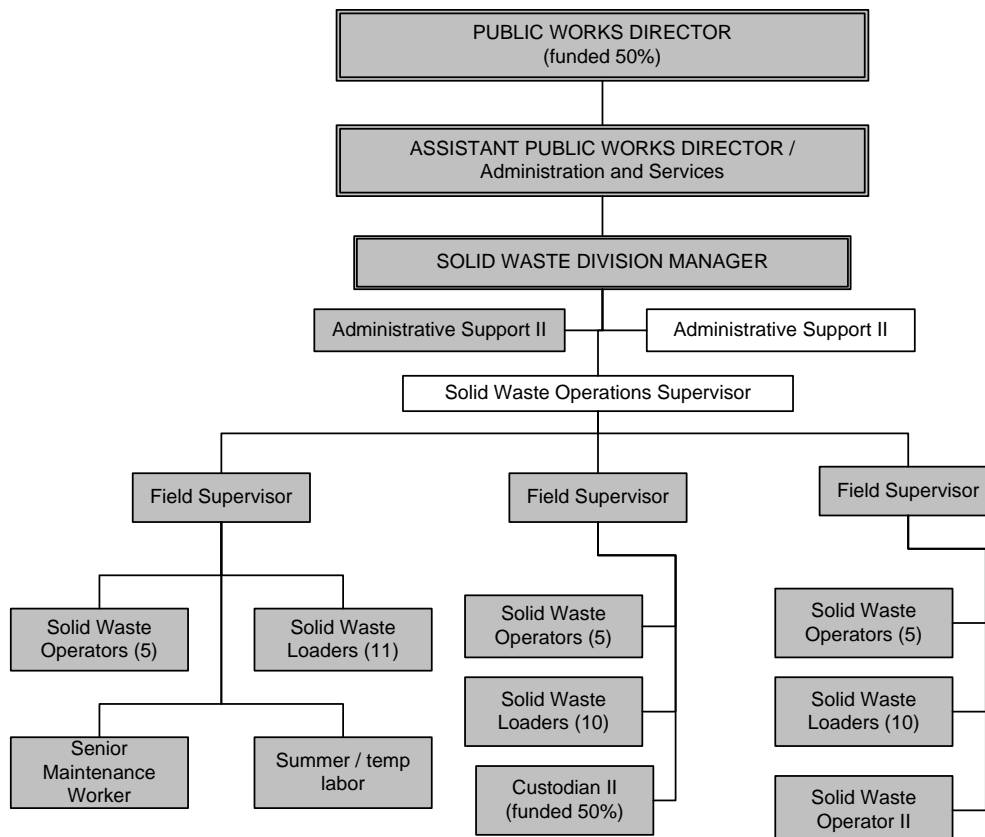 PUBLIC WORKS DIRECTOR
(funded 50%)
ASSISTANT PUBLIC WORKS DIRECTOR /
Administration and Services
SOLID WASTE DIVISION MANAGER
Administrative Support II
Administrative Support II
Solid Waste Operations Supervisor
Field Supervisor
Field Supervisor
Field Supervisor
Solid Waste
Operators (5)
Solid Waste
Loaders (11)
Senior
Maintenance
Worker
Summer / temp
labor
Solid Waste
Operators (5)
Solid Waste
Loaders (10)
Custodian II
(funded 50%)
Solid Waste
Operators (5)
Solid Waste
Loaders (10)
Solid Waste
Operator II